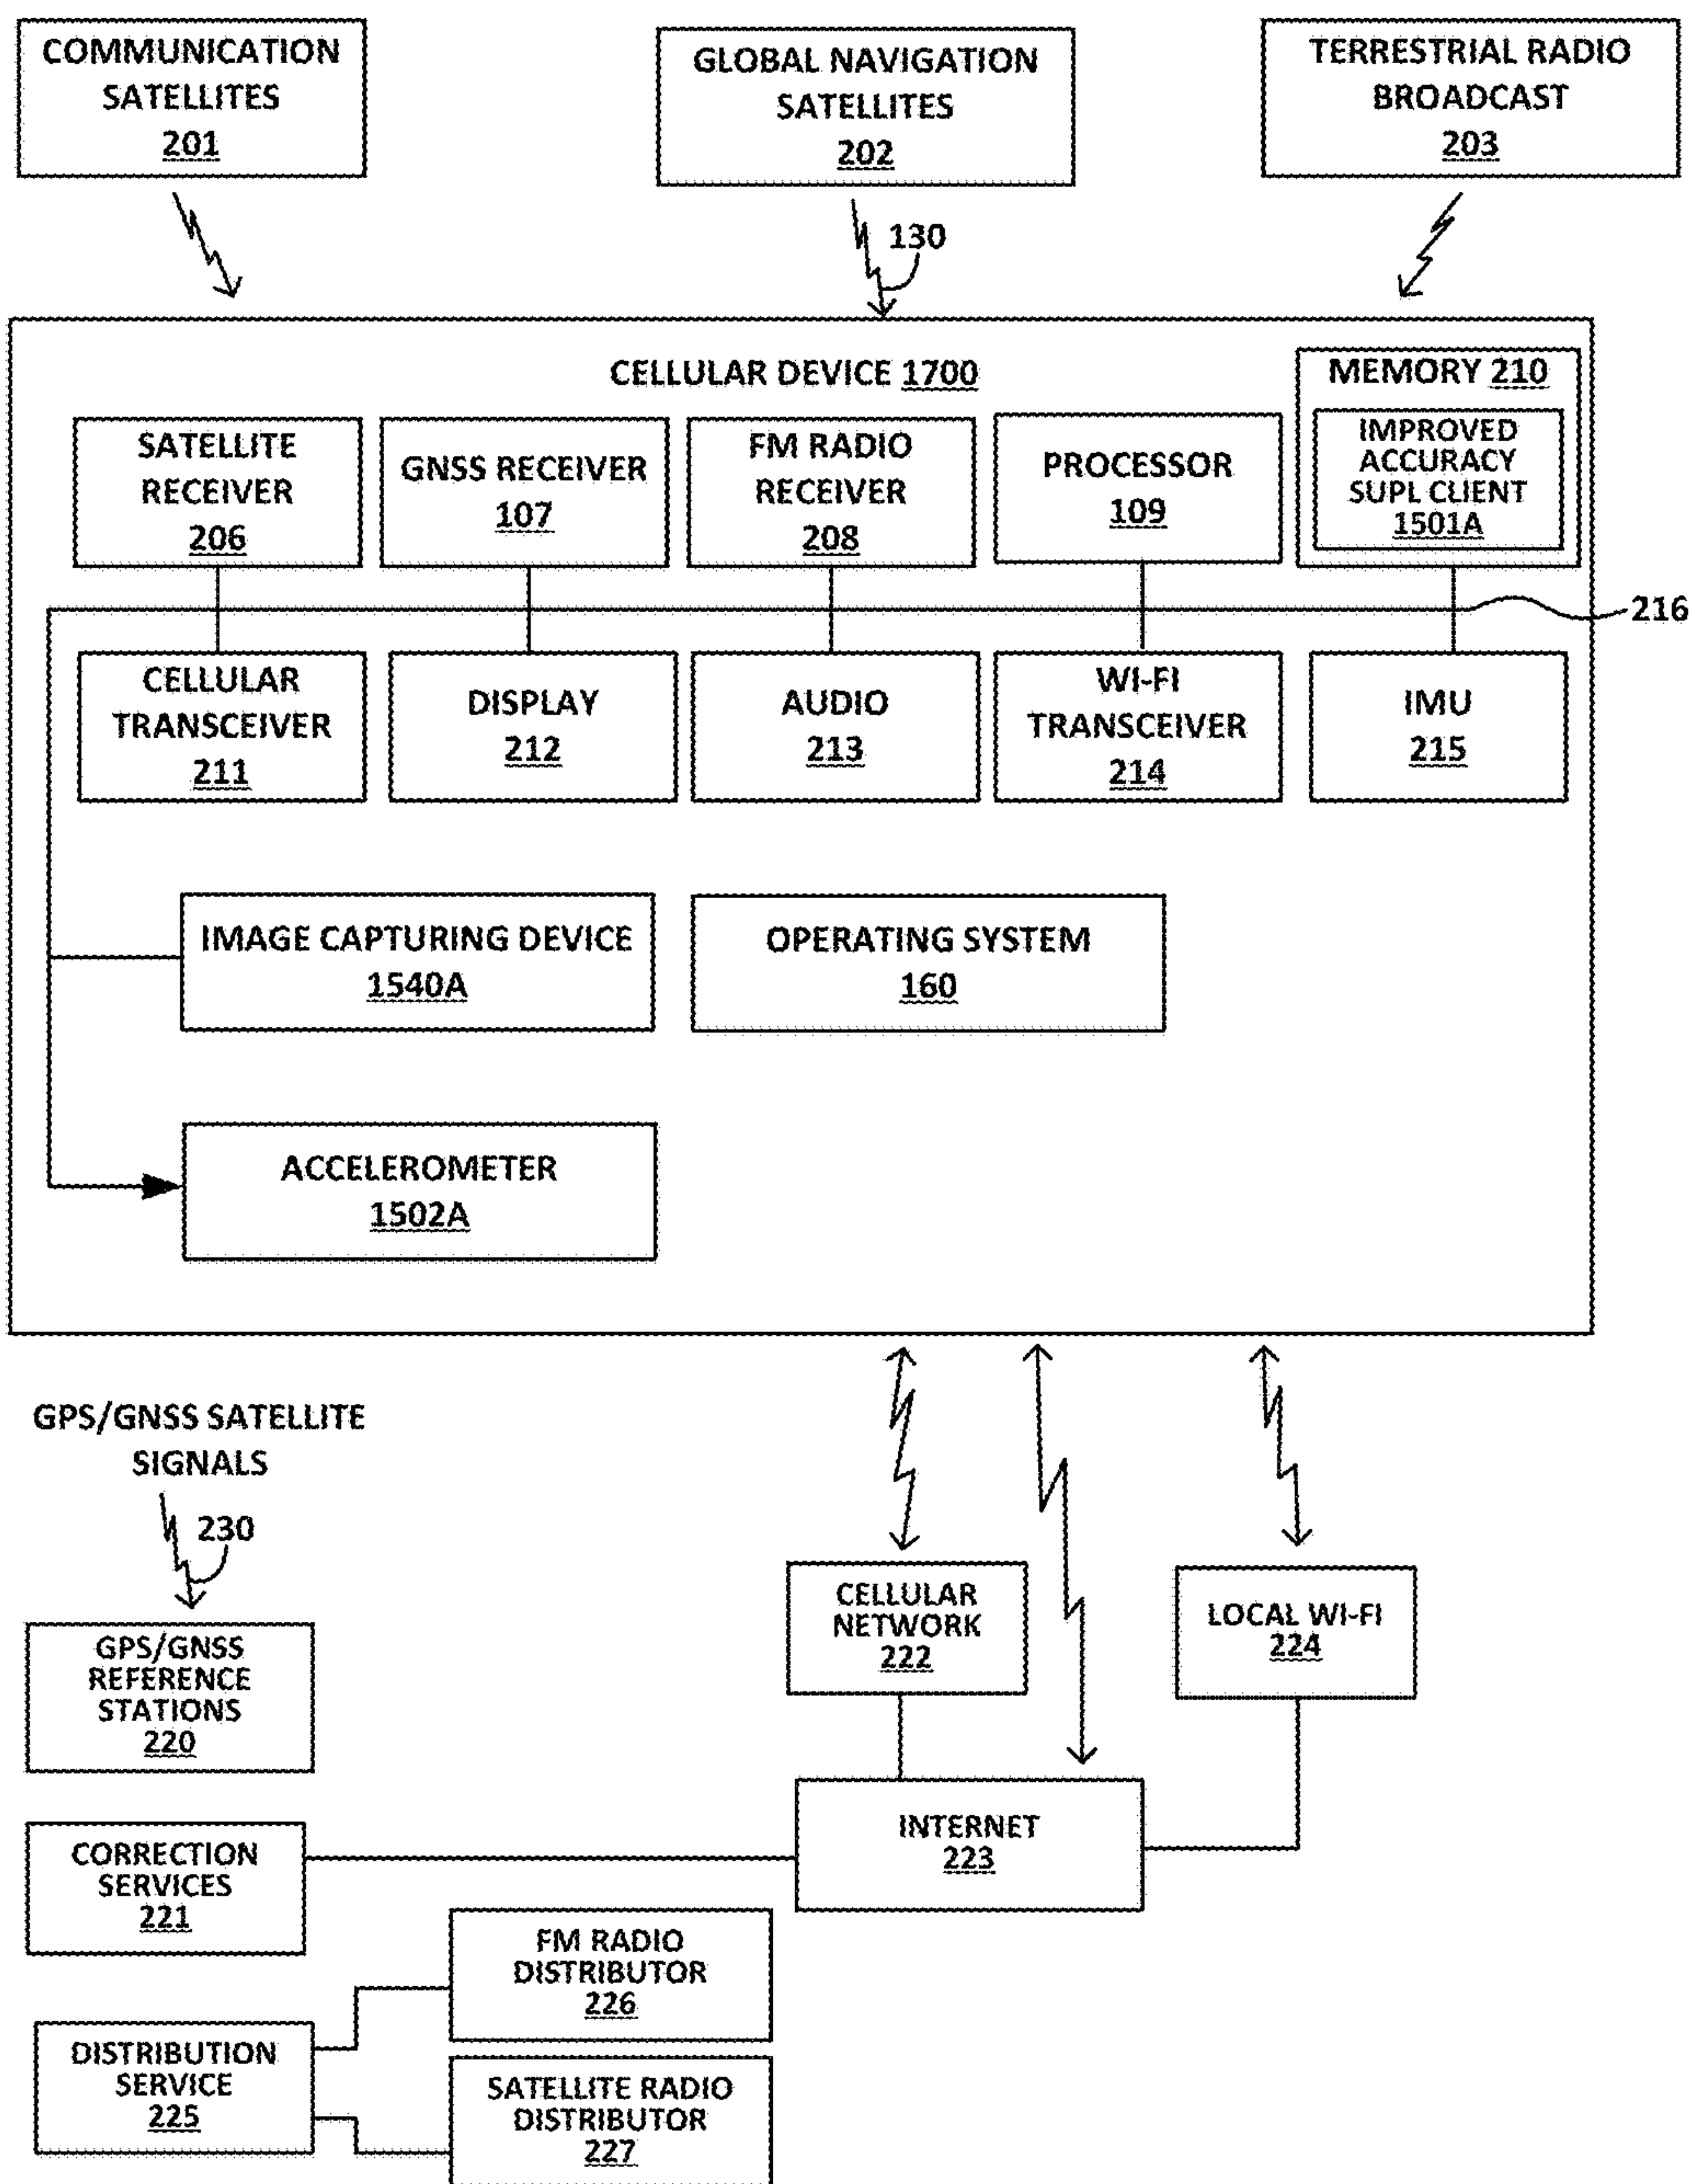 COMMUNICATION
SATELLITES
201
GLOBAL NAVIGATION
SATELLITES
202
TERRESTRIAL RADIO
BROADCAST
203
130
CELLULAR DEVICE 1700
MEMORY 210
IMPROVED
ACCURACY
SUPL CLIENT
1501A
SATELLITE
RECEIVER
206
GNSS RECEIVER
107
FM RADIO
RECEIVER
208
PROCESSOR
109
216
CELLULAR
TRANSCEIVER
211
DISPLAY
212
AUDIO
213
WI-FI
TRANSCEIVER
214
IMU
215
IMAGE CAPTURING DEVICE
1540A
OPERATING SYSTEM
160
ACCELEROMETER
1502A
GPS/GNSS SATELLITE
SIGNALS
230
GPS/GNSS
REFERENCE
STATIONS
220
CELLULAR
NETWORK
222
LOCAL WI-FI
224
CORRECTION
SERVICES
221
INTERNET
223
FM RADIO
DISTRIBUTOR
226
DISTRIBUTION
SERVICE
225
SATELLITE RADIO
DISTRIBUTOR
227